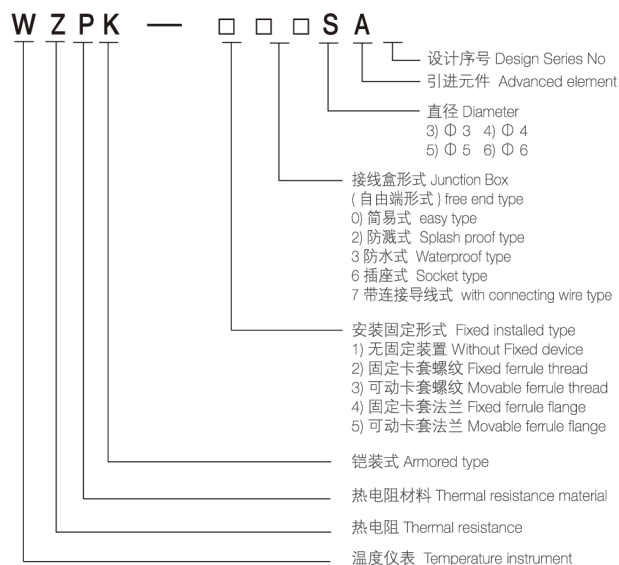 WZPK — □□□SA
设计序号 Design Series No
引进元件 Advanced element
直径 Diameter
3) Φ 3 4) Φ 4
5) Φ 5 6) Φ 6
接线盒形式 Junction Box
( 自由端形式 ) free end type
0) 简易式 easy type
2) 防溅式 Splash proof type
3 防水式 Waterproof type
6 插座式 Socket type
7 带连接导线式 with connecting wire type
安装固定形式 Fixed installed type
1) 无固定装置 Without Fixed device
2) 固定卡套螺纹 Fixed ferrule thread
3) 可动卡套螺纹 Movable ferrule thread
4) 固定卡套法兰 Fixed ferrule flange
5) 可动卡套法兰 Movable ferrule flange
铠装式 Armored type
热电阻材料 Thermal resistance material
热电阻 Thermal resistance
温度仪表 Temperature instrument